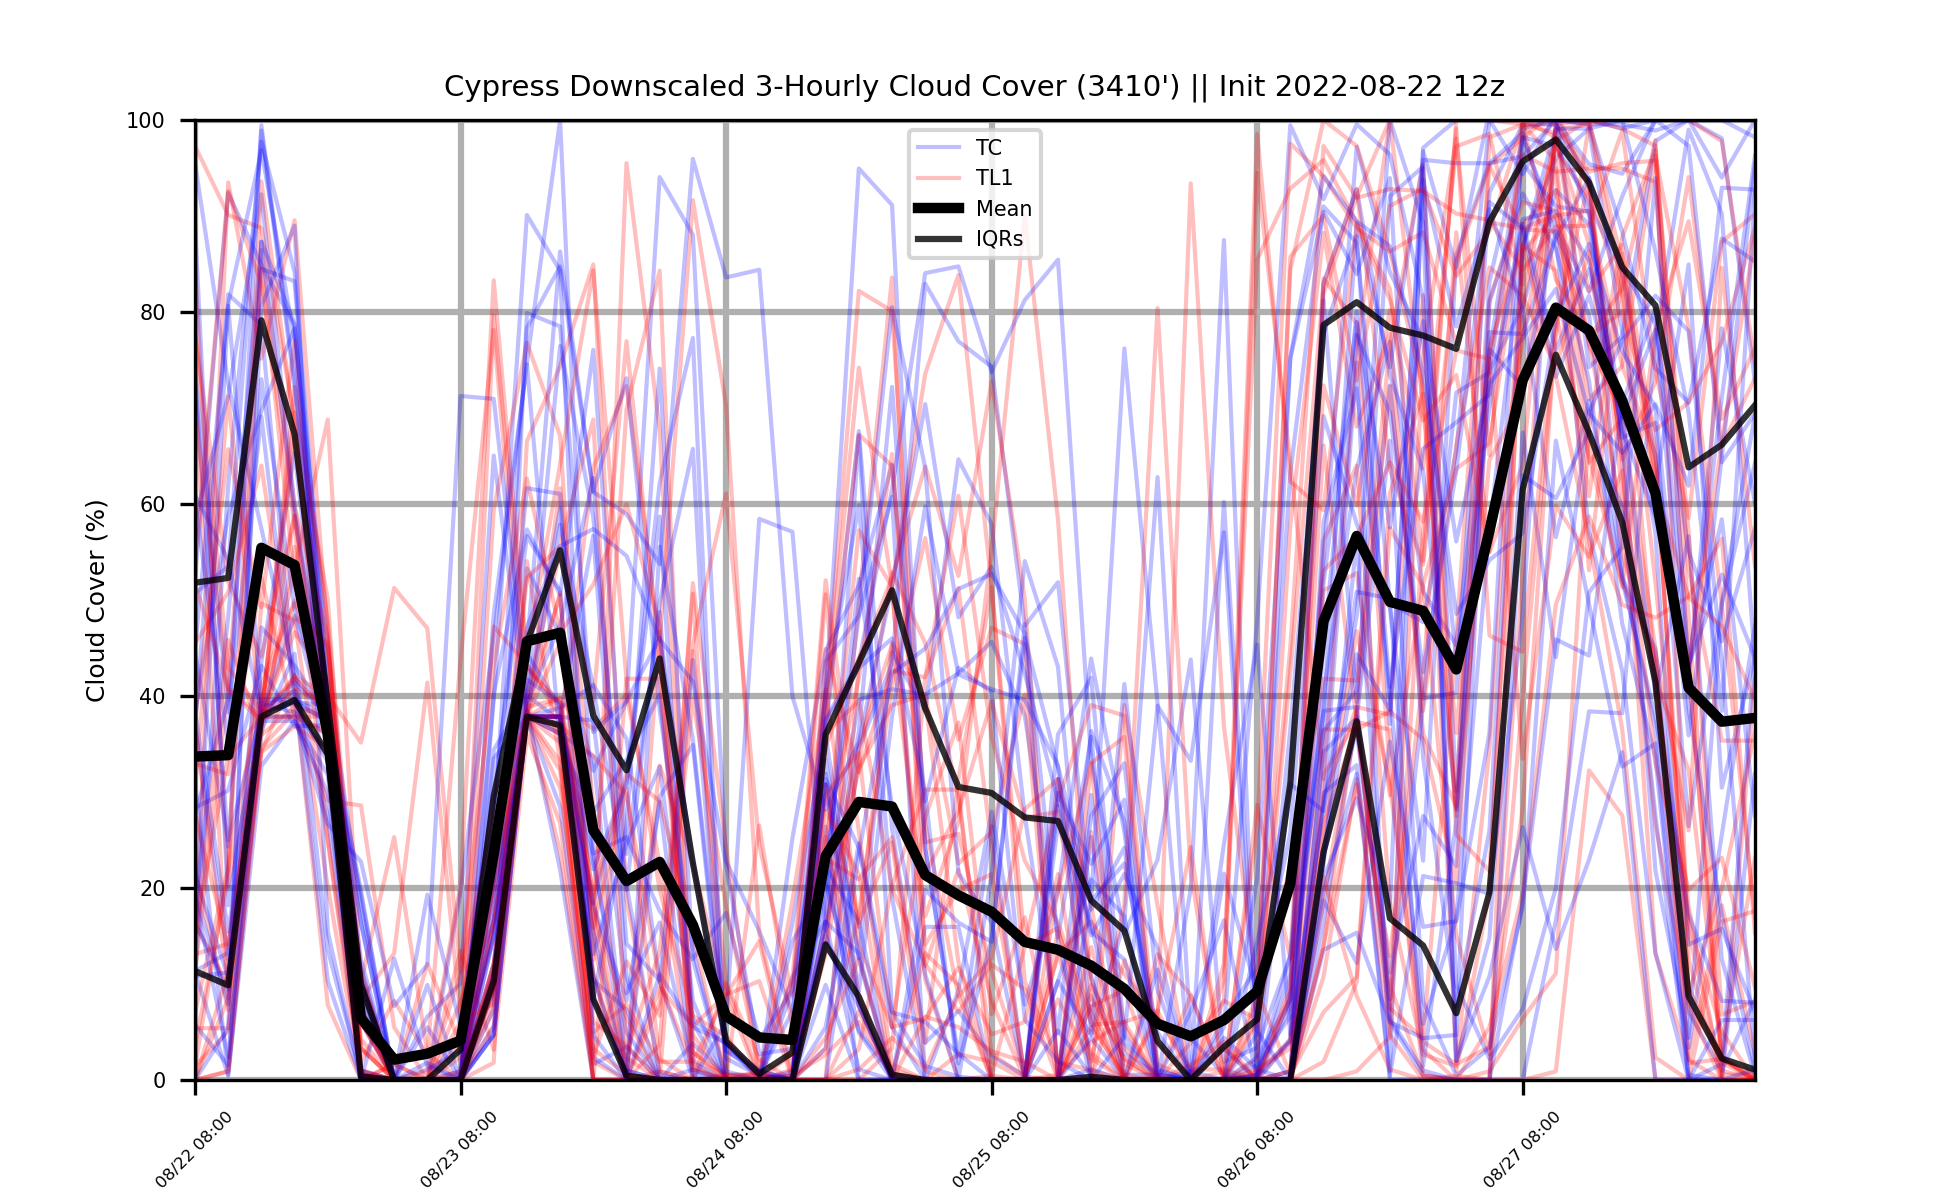 Cypress Downscaled 3-Hourly Cloud Cover (3410') || Init 2022-08-22 12z
Cloud Cover (%)
100
80
60
40
20
0
TC
TL1
Mean
IQRs
08/22 08:00
08/23 08:00
08/24 08:00
08/25 08:00
08/26 08:00
08/27 08:00